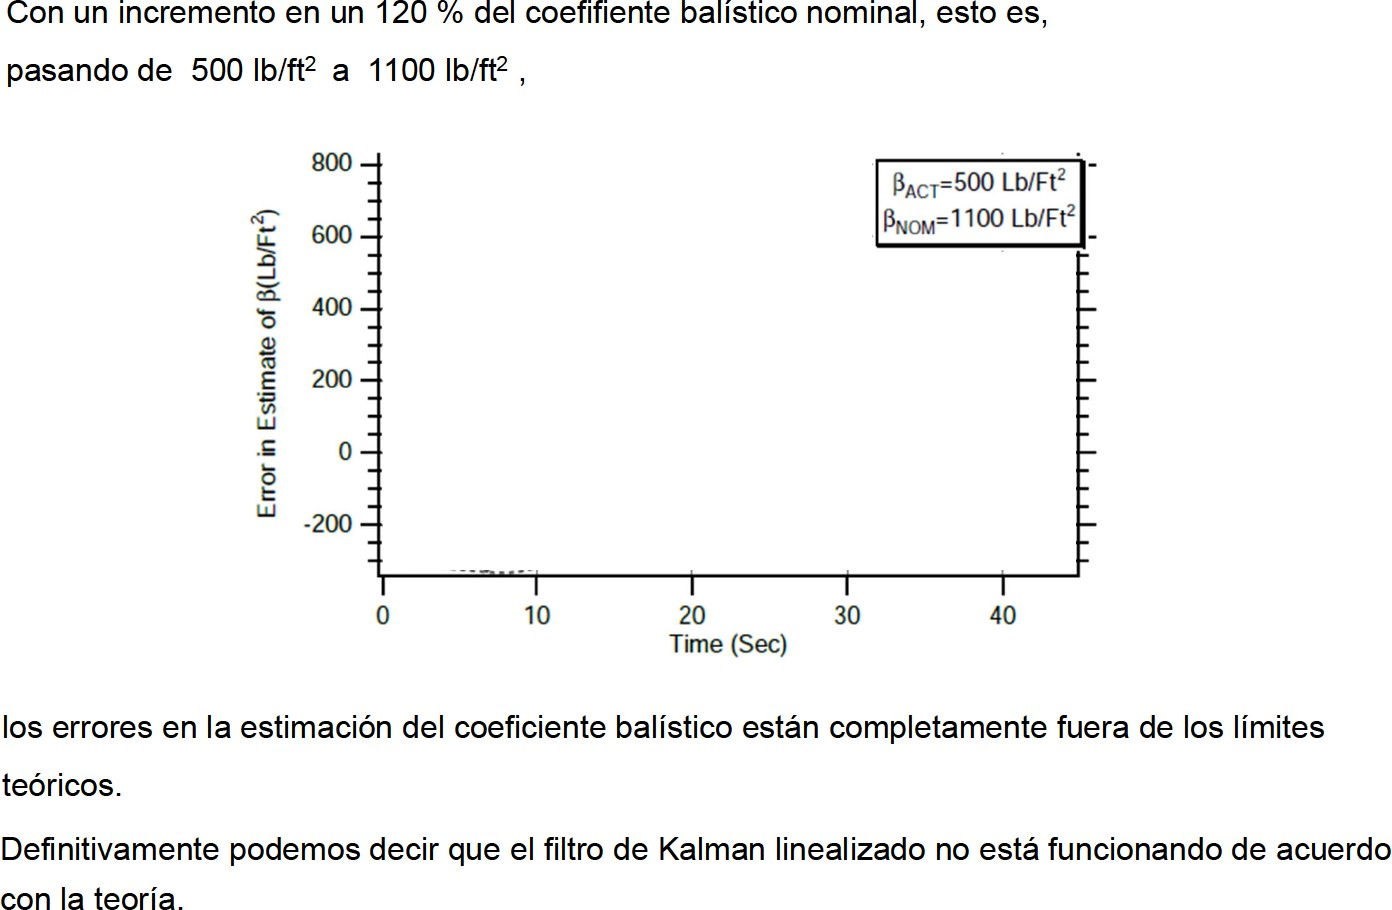 Con un incremento en un 120 % del coefifiente balístico nominal, esto es,
pasando de 500 lb/ft² a 1100 lb/ft² ,
800
600
400
200
0
-200
Error in Estimate of β(Lb/Ft²)
βACT=500 Lb/Ft²
βNOM=1100 Lb/Ft²
0 10 20 30 40
Time (Sec)
los errores en la estimación del coeficiente balístico están completamente fuera de los límites
teóricos.
Definitivamente podemos decir que el filtro de Kalman linealizado no está funcionando de acuerdo
con la teoría.